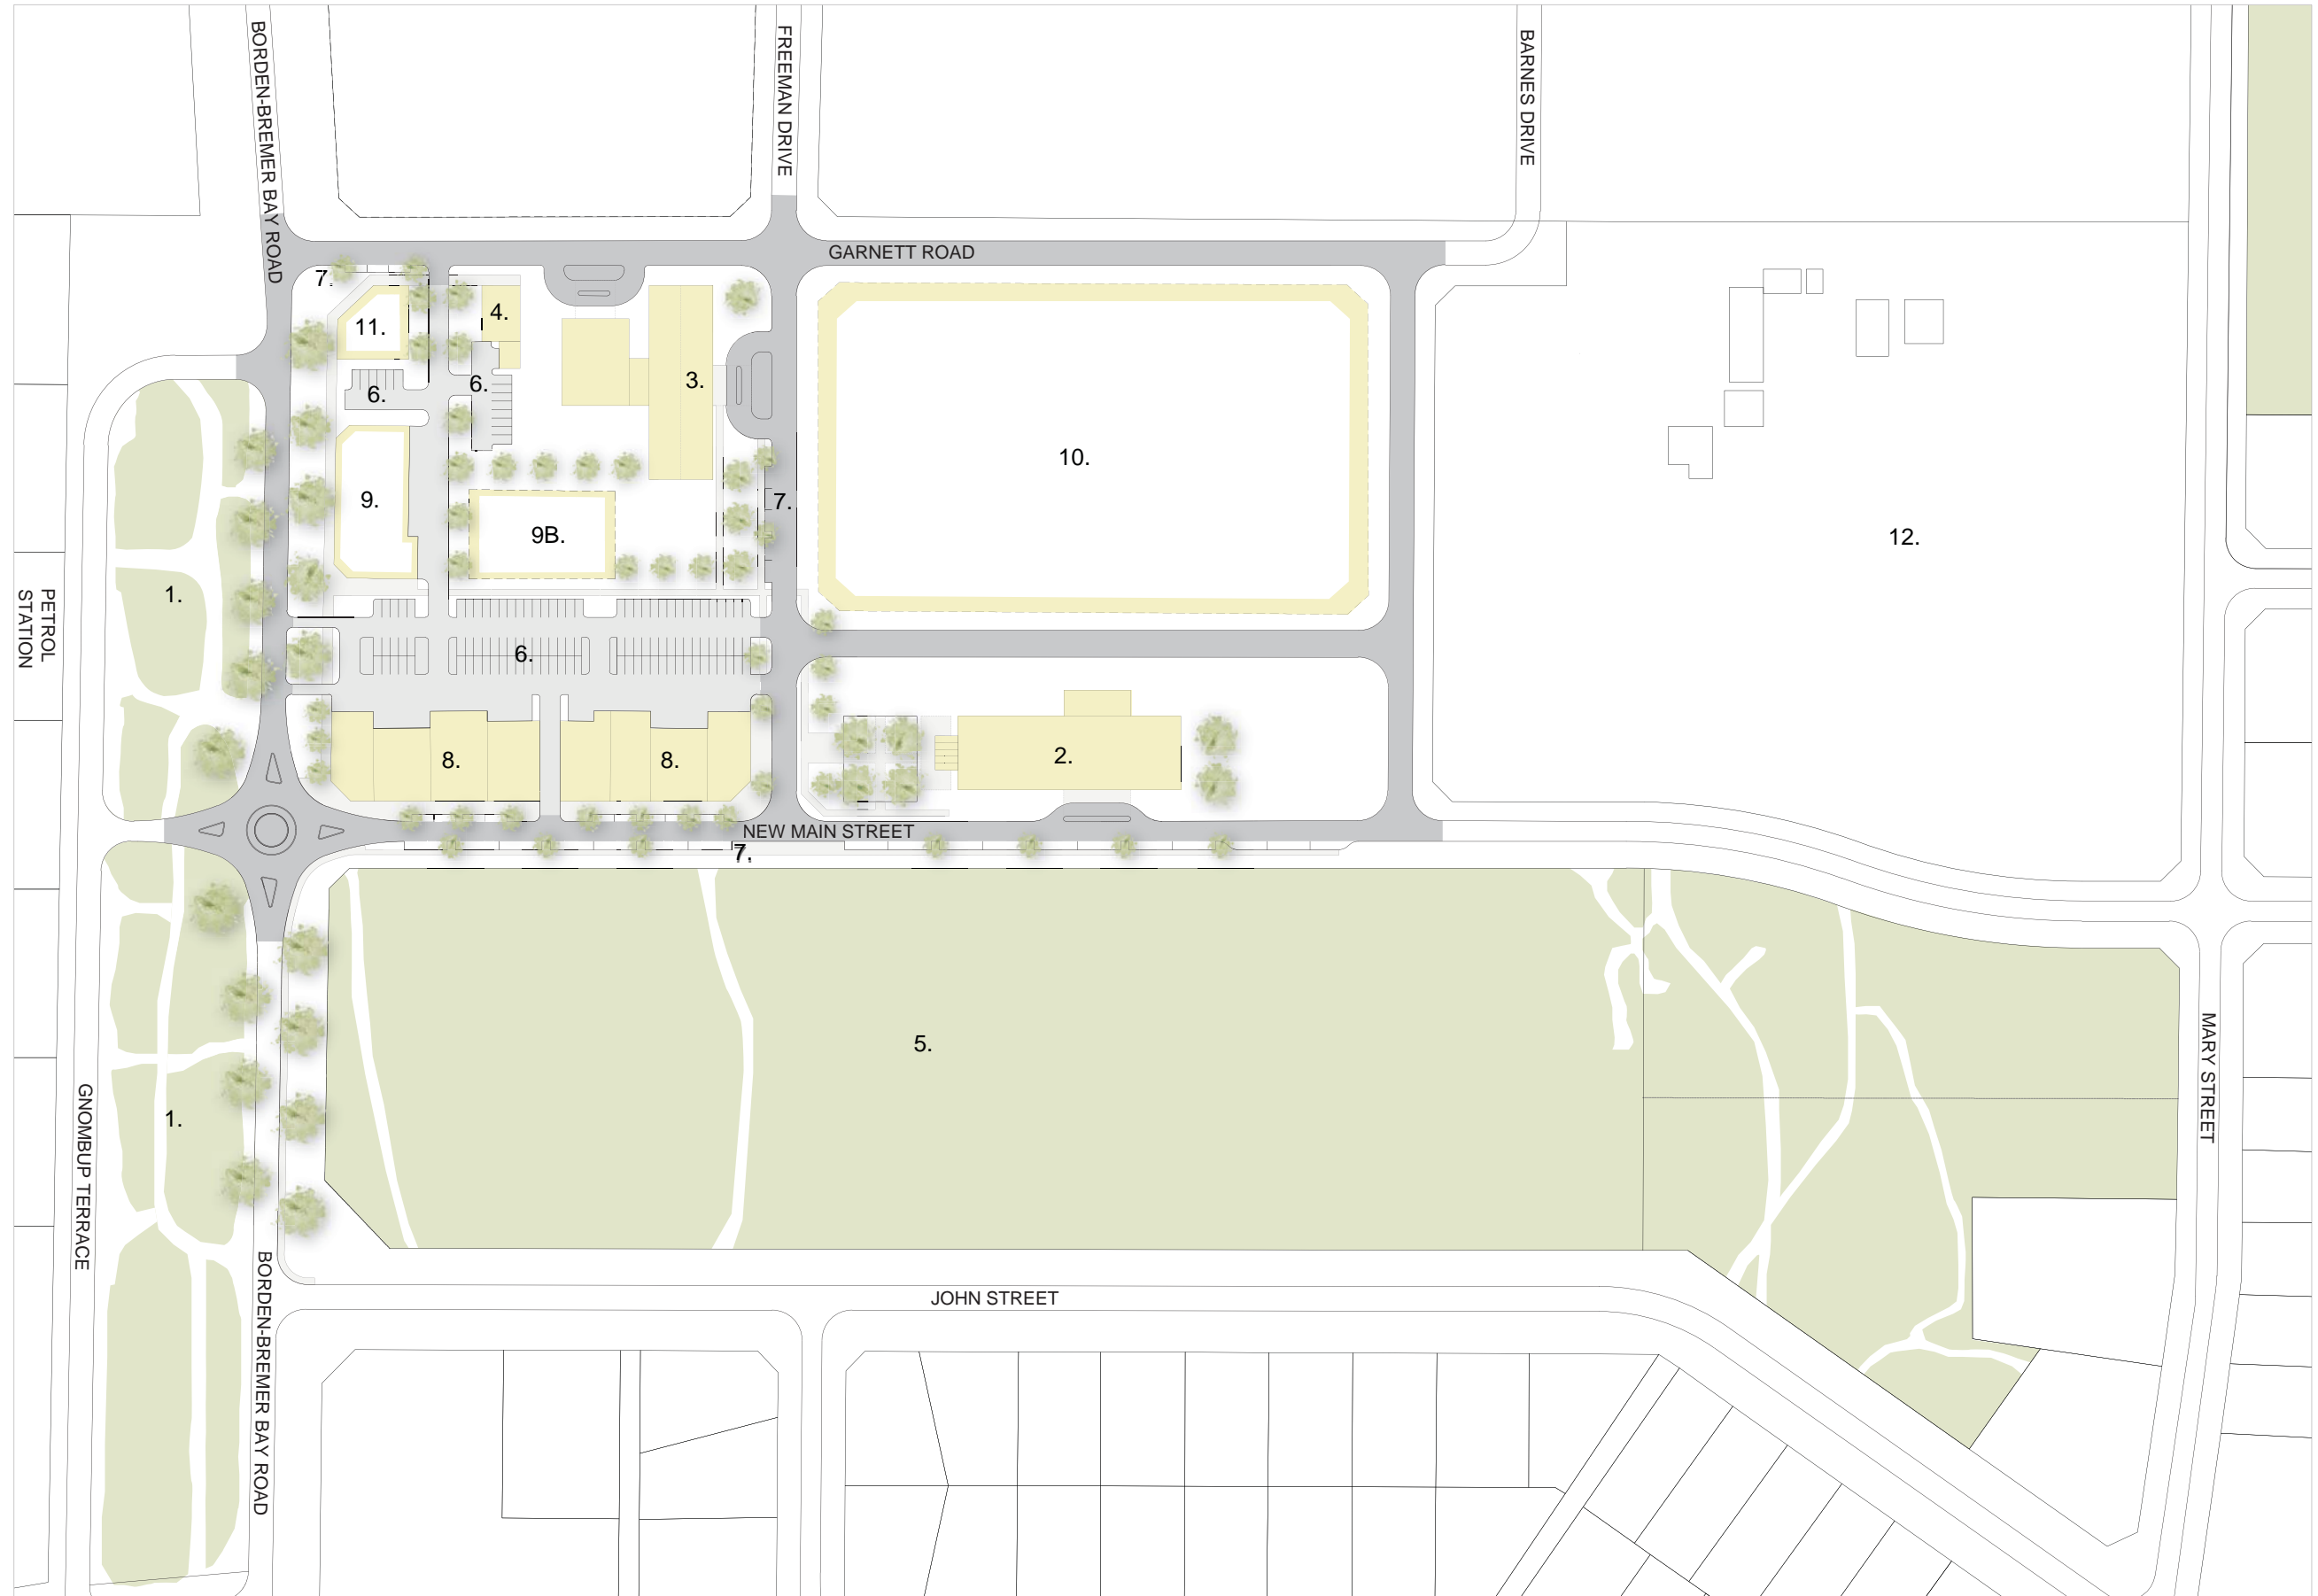 BORDEN-BREMER BAY ROAD
FREEMAN DRIVE
BARNES DRIVE
GARNETT ROAD
7.
11.
4.
6.
6.
3.
9.
7.
9B.
10.
12.
1.
PETROL
STATION
6.
8.
8.
2.
NEW MAIN STREET
7.
5.
1.
GNOMBUP TERRACE
MARY STREET
BORDEN-BREMER BAY ROAD
JOHN STREET